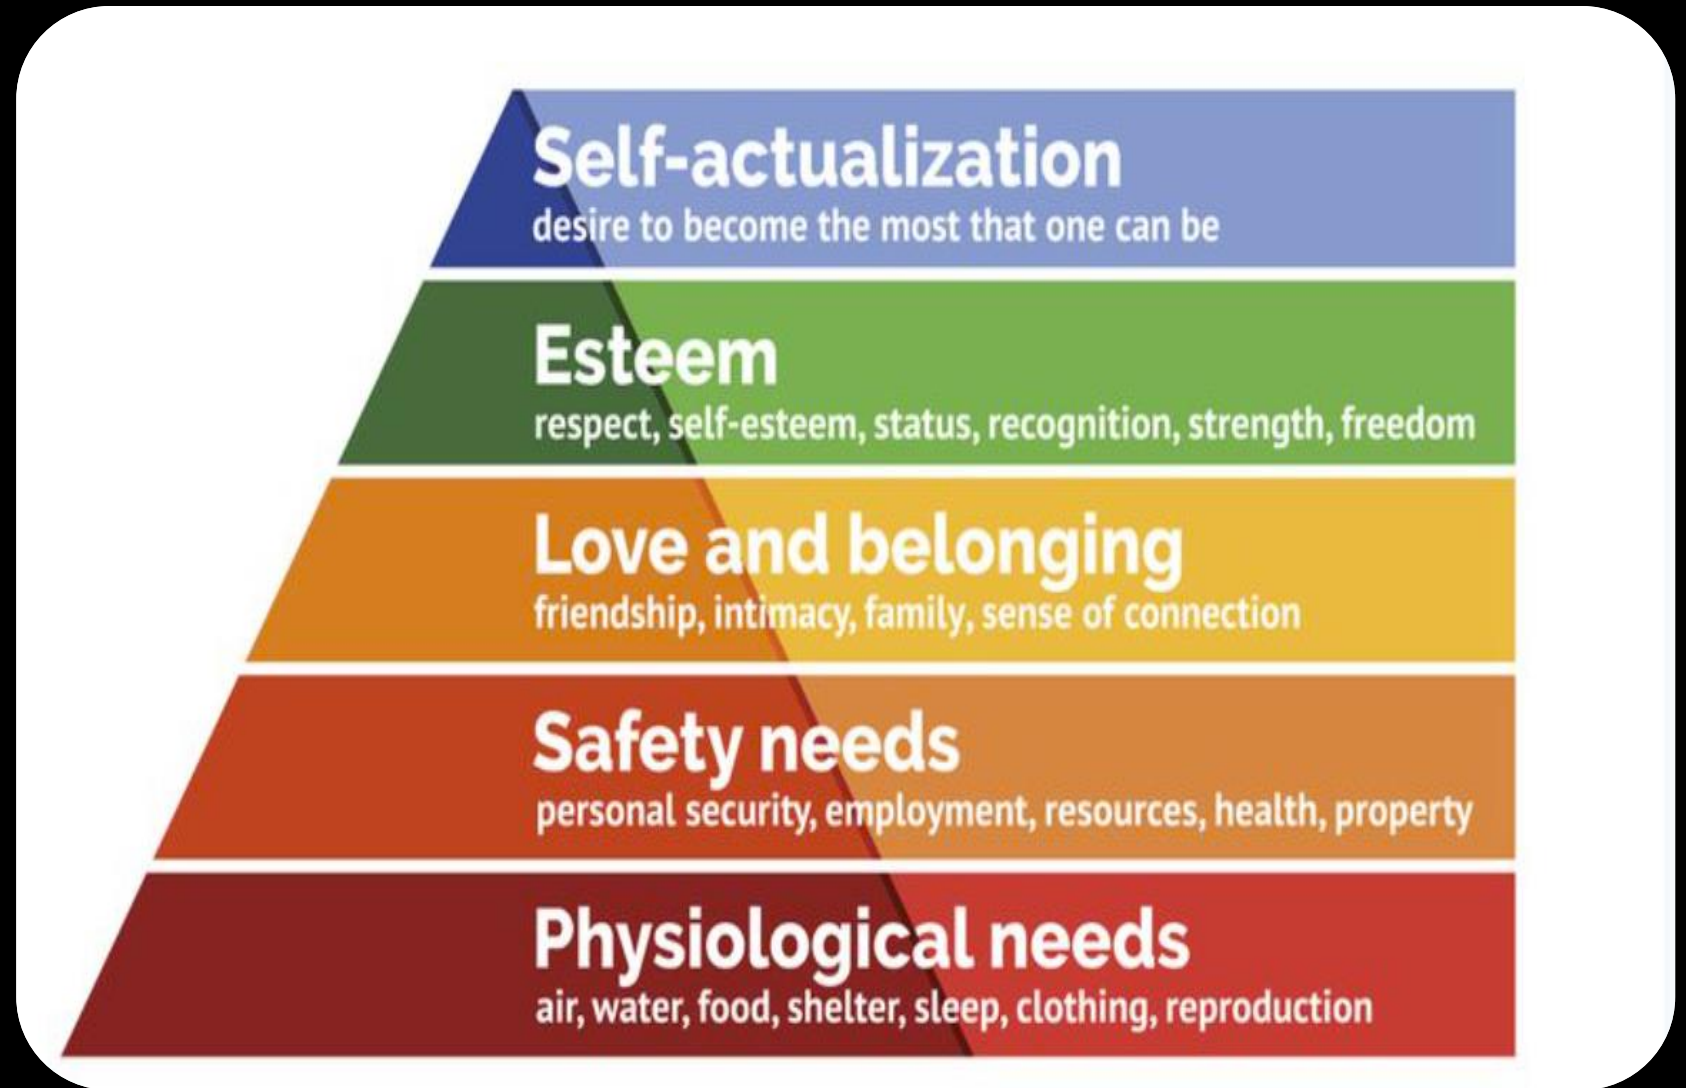 Self-actualization
desire to become the most that one can be
Esteem
respect, self-esteem, status, recognition, strength, freedom
Love and belonging
friendship, intimacy, family, sense of connection
Safety needs
personal security, employment, resources, health, property
Physiological needs
air, water, food, shelter, sleep, clothing, reproduction